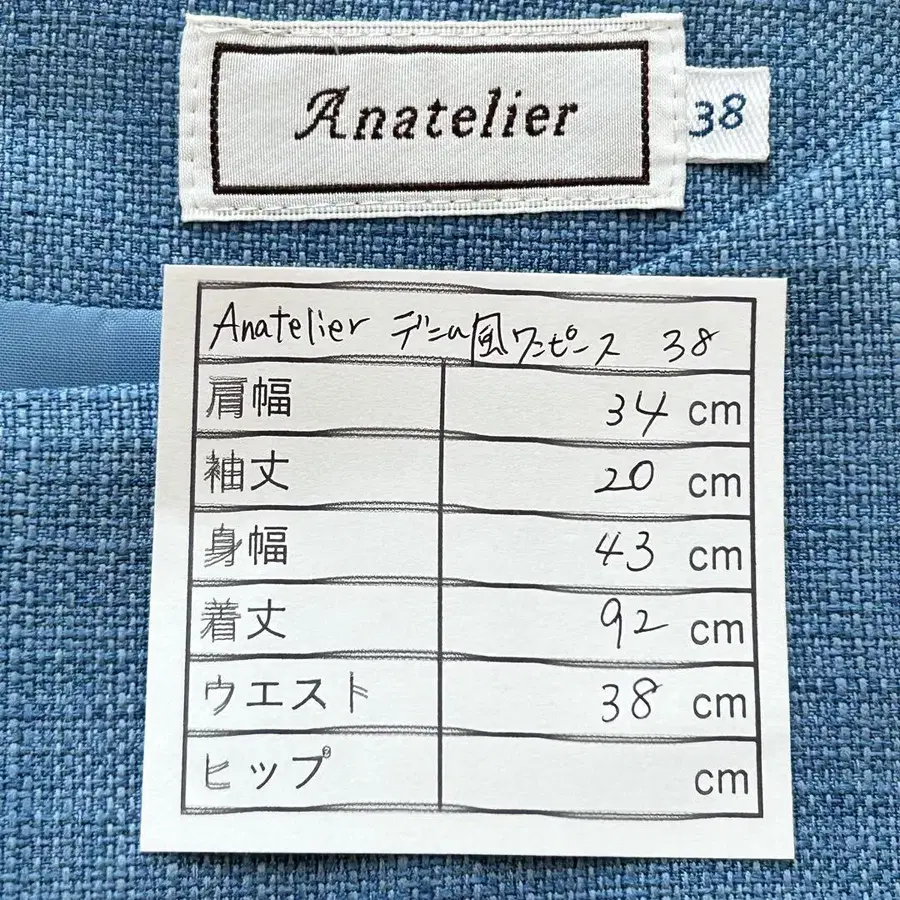 Anatelier
38
Anatelier デニム風ワンピース 38
肩幅 34 cm
袖丈 20 cm
身幅 43 cm
着丈 92 cm
ウエスト 38 cm
ヒップ cm